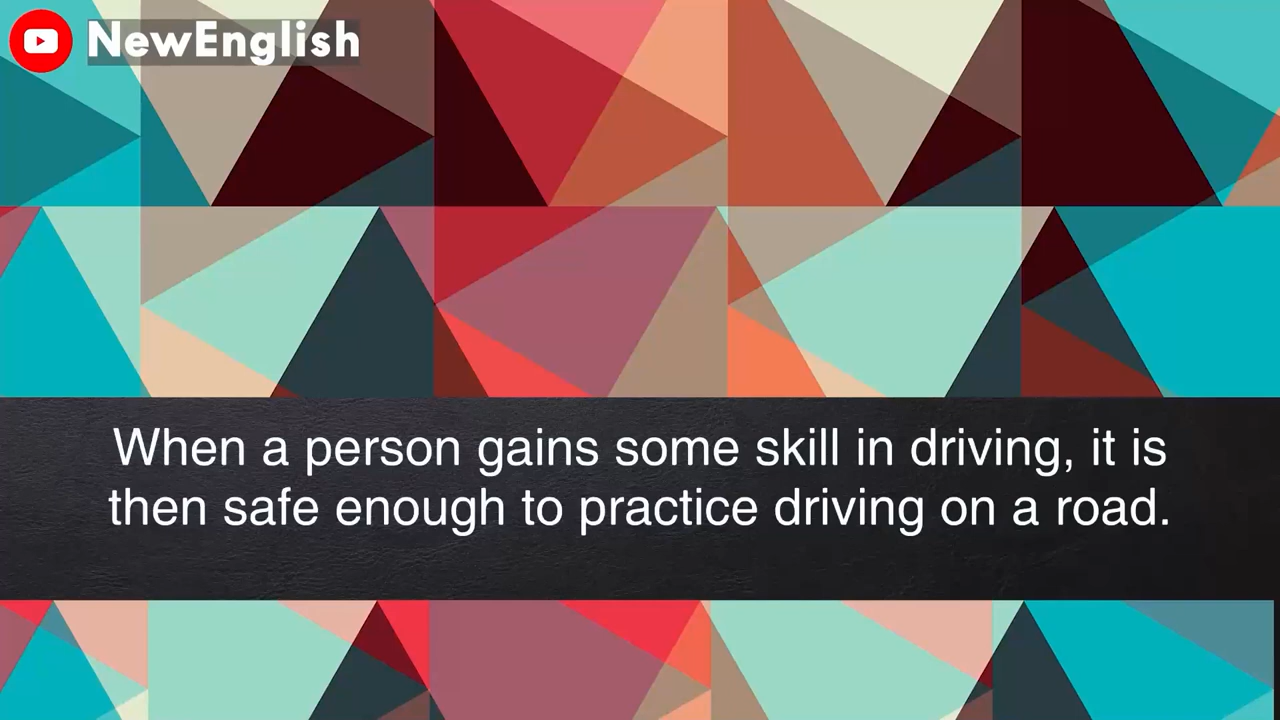 NewEnglish
When a person gains some skill in driving, it is
then safe enough to practice driving on a road.